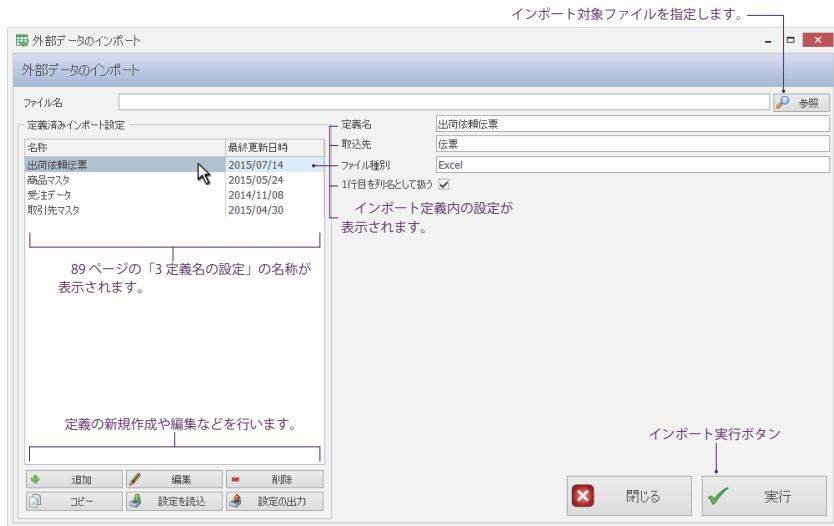 インポート対象ファイルを指定します。
外部データのインポート
外部データのインポート
ファイル名
参照
定義済みインポート設定
名称 最終更新日時
出荷依頼伝票 2015/07/14
商品マスタ 2015/05/24
受注データ 2014/11/08
取引先マスタ 2015/04/30
定義名 出荷依頼伝票
取込先 伝票
ファイル種別 Excel
1行目を列名として扱う
インポート定義内の設定が
表示されます。
89 ページの「3 定義名の設定」の名称が
表示されます。
定義の新規作成や編集などを行います。
インポート実行ボタン
追加 編集 削除
コピー 設定を読込 設定の出力
閉じる 実行